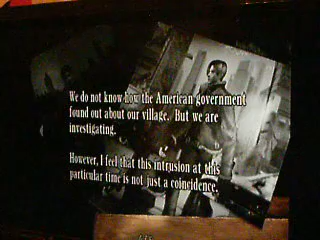 We do not know how the American government
found out about our village. But we are
investigating.
However, I feel that this intrusion at this
particular time is not just a coincidence.